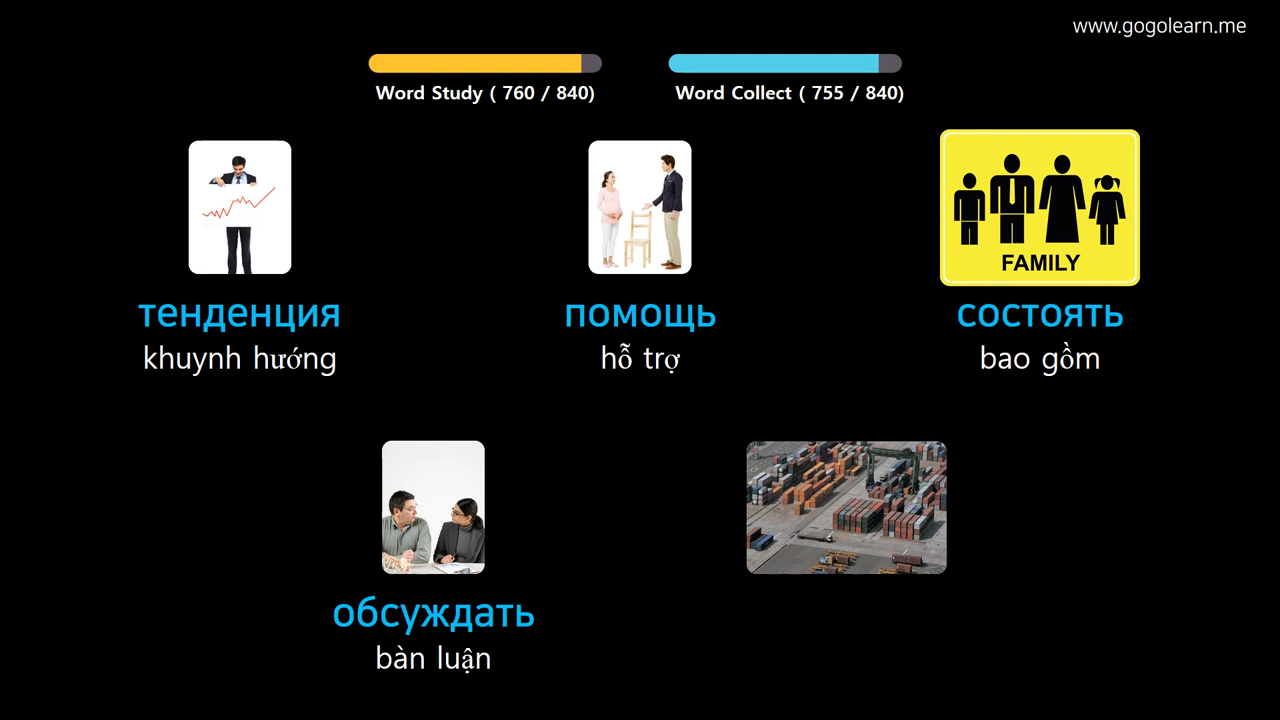 www.gogolearn.me
Word Study ( 760 / 840)
Word Collect ( 755 / 840)
FAMILY
тенденция
khuynh hướng
помощь
hỗ trợ
состоять
bao gồm
обсуждать
bàn luận